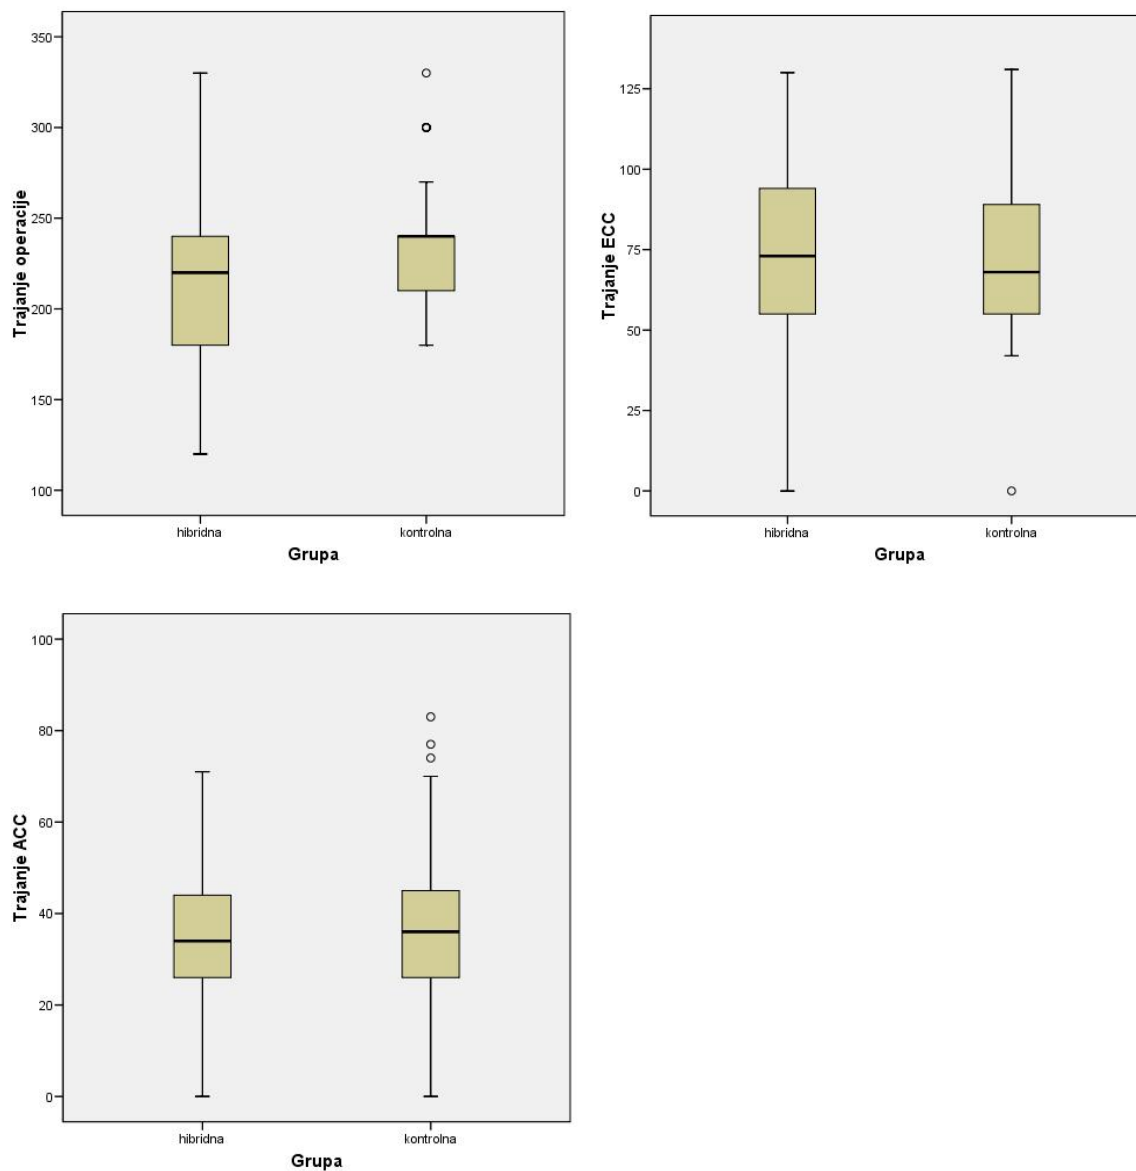 350
300
250
200
150
100
Trajanje operacije
hibridna
kontrolna
Grupa
125
100
75
50
25
0
Trajanje ECC
hibridna
kontrolna
Grupa
100
80
60
40
20
0
Trajanje ACC
hibridna
kontrolna
Grupa